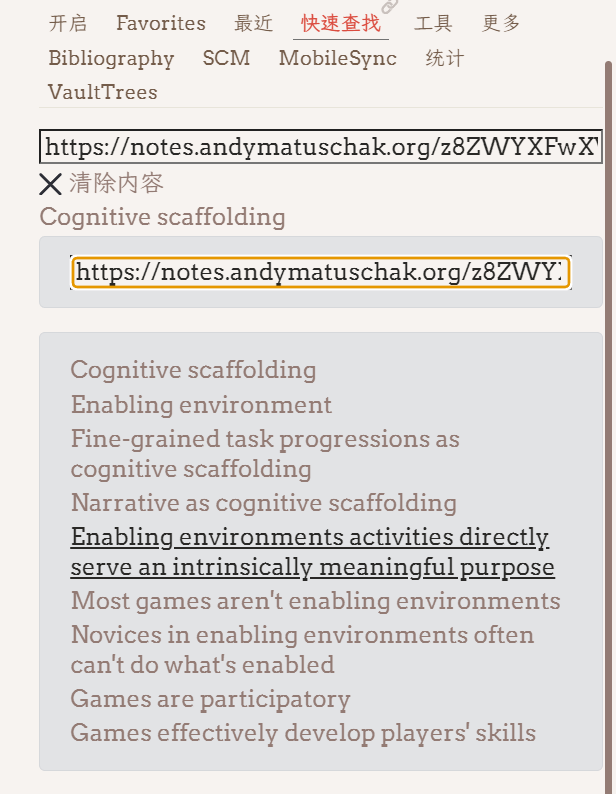 开启 Favorites 最近 快速查找 工具 更多
Bibliography SCM MobileSync 统计
VaultTrees
https://notes.andymatuschak.org/z8ZWYXFwX
清除内容
Cognitive scaffolding
https://notes.andymatuschak.org/z8ZWY
Cognitive scaffolding
Enabling environment
Fine-grained task progressions as
cognitive scaffolding
Narrative as cognitive scaffolding
Enabling environments activities directly
serve an intrinsically meaningful purpose
Most games aren't enabling environments
Novices in enabling environments often
can't do what's enabled
Games are participatory
Games effectively develop players' skills